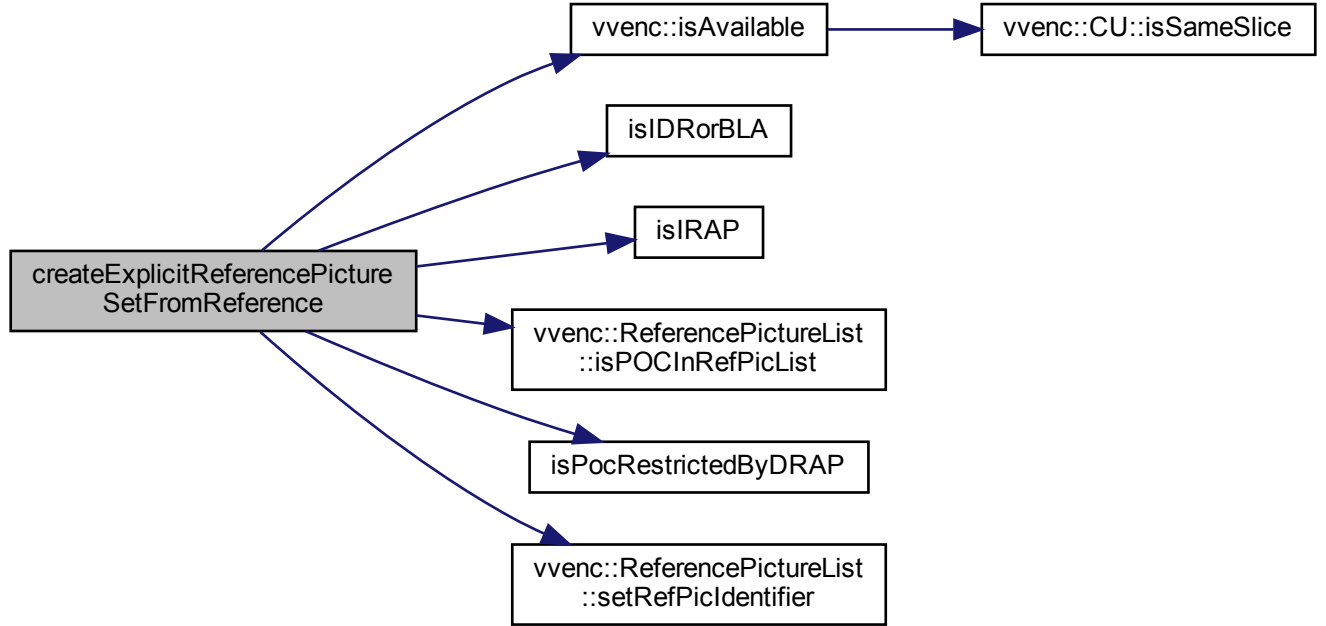 vvenc::isAvailable
vvenc::CU::isSameSlice
isIDRorBLA
isIRAP
createExplicitReferencePicture
SetFromReference
vvenc::ReferencePictureList
::isPOCInRefPicList
isPocRestrictedByDRAP
vvenc::ReferencePictureList
::setRefPicIdentifier